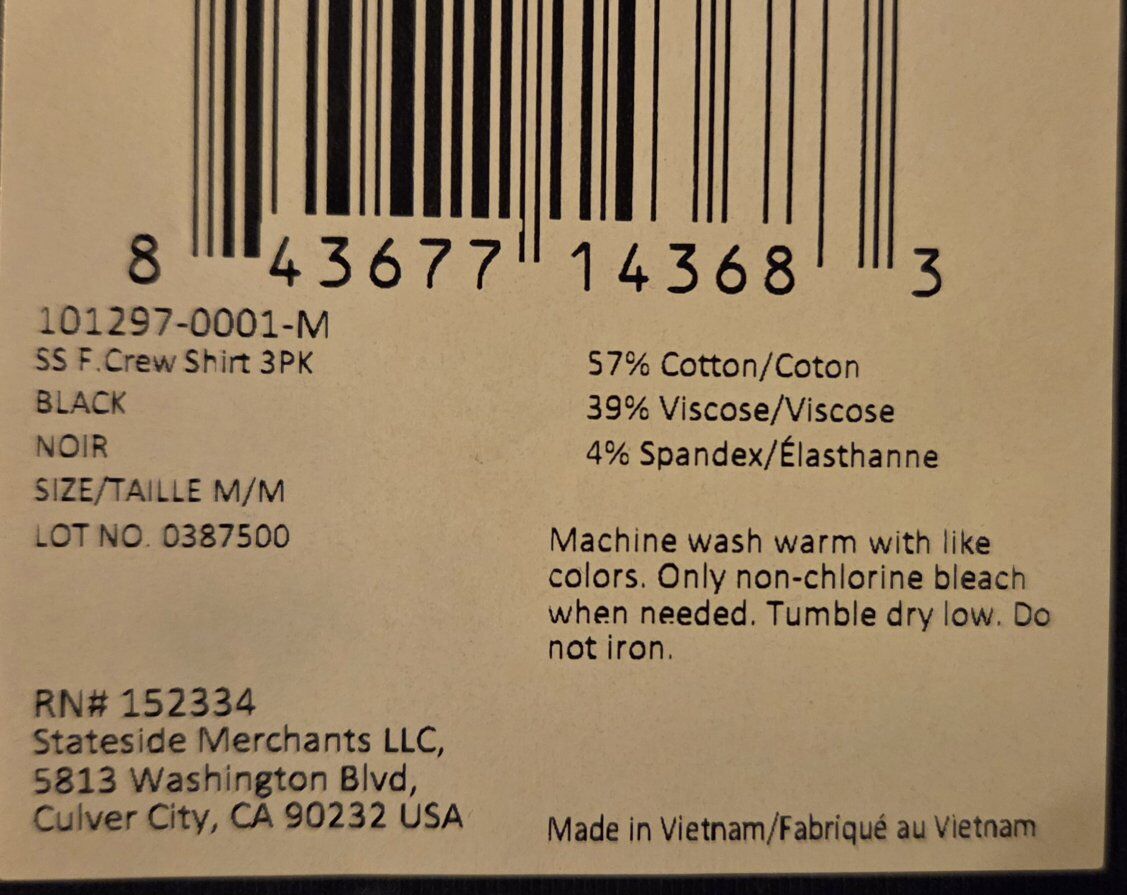 8 43677 14368 3
101297-0001-M
SS F.Crew Shirt 3PK
BLACK
NOIR
SIZE/TAILLE M/M
LOT NO. 0387500
57% Cotton/Coton
39% Viscose/Viscose
4% Spandex/Élasthanne
Machine wash warm with like
colors. Only non-chlorine bleach
when needed. Tumble dry low. Do
not iron.
RN# 152334
Stateside Merchants LLC,
5813 Washington Blvd,
Culver City, CA 90232 USA
Made in Vietnam/Fabriqué au Vietnam